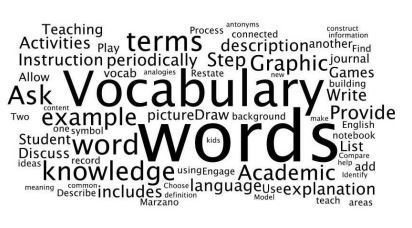 Teaching Process antonyms connected construct information
Activities Play terms description another Find
Instruction periodically Step Graphic journal
Allow vocab analogies Restate new Games
Ask Vocabulary building Write
Two content example picture Draw background make Provide
one symbol kids English notebook
Student word words List
Discuss record Compare
ideas knowledge using Engage Academic help add
meaning common includes Choose language Use explanation Identify
Describe definition Model teach areas
Marzano